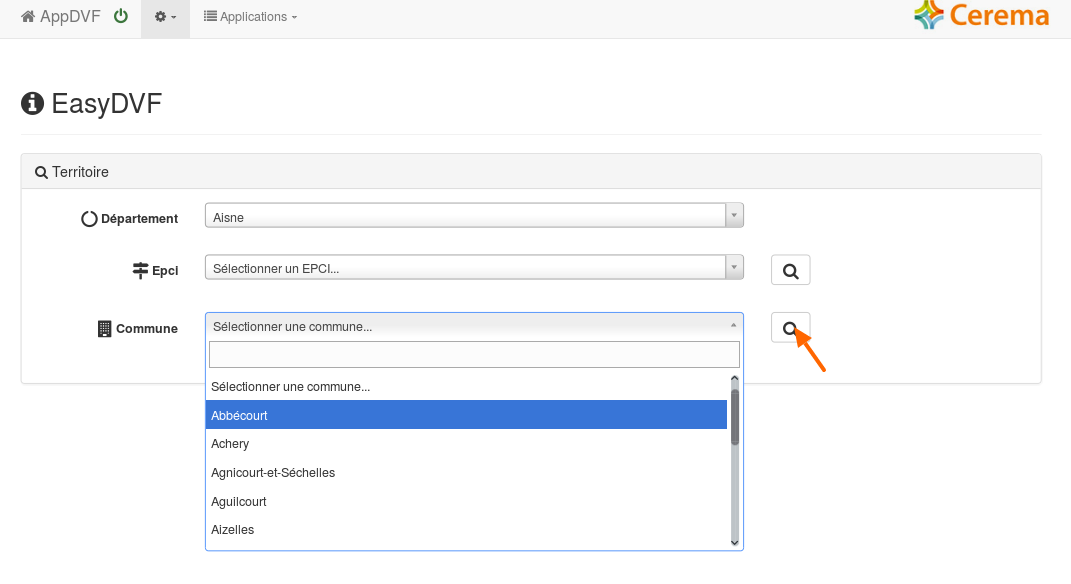 AppDVF Applications Cerema
EasyDVF
Territoire
Département Aisne
Epci Sélectionner un EPCI...
Commune Sélectionner une commune...
Sélectionner une commune...
Abbécourt
Achery
Agnicourt-et-Séchelles
Aguilcourt
Aizelles